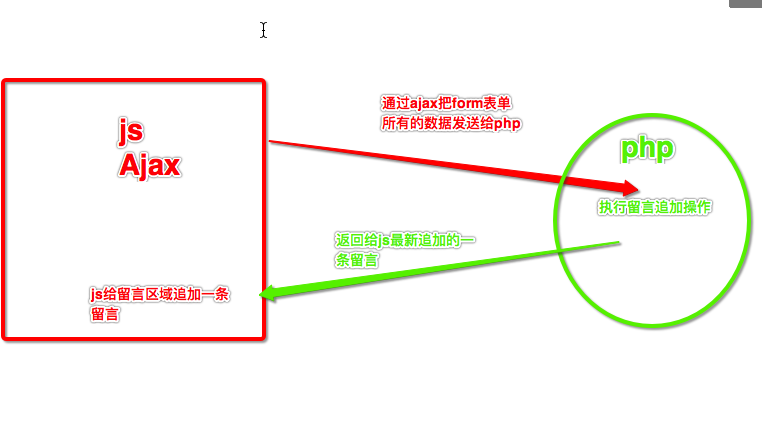 js
Ajax
通过ajax把form表单
所有的数据发送给php
php
执行留言追加操作
返回给js最新追加的一
条留言
js给留言区域追加一条
留言